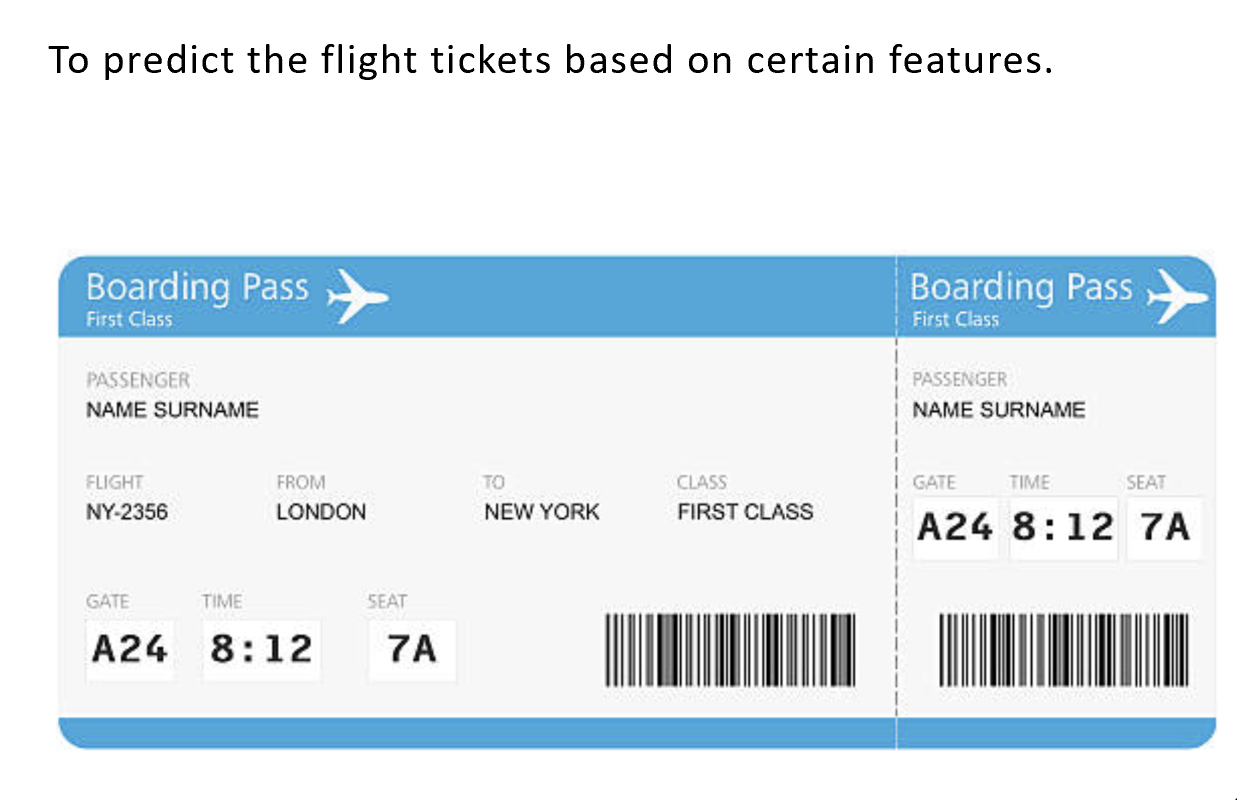 To predict the flight tickets based on certain features.
Boarding Pass
First Class
PASSENGER
NAME SURNAME
FLIGHT FROM TO CLASS
NY-2356 LONDON NEW YORK FIRST CLASS
GATE TIME SEAT
A24 8:12 7A
Boarding Pass
First Class
PASSENGER
NAME SURNAME
GATE TIME SEAT
A24 8:12 7A